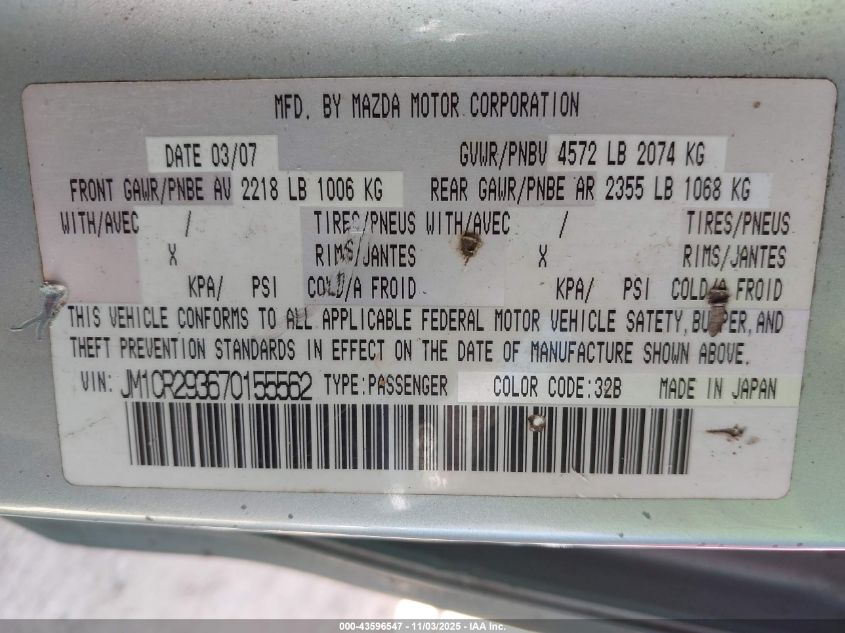 MFD. BY MAZDA MOTOR CORPORATION
DATE 03/07 GVWR/PNBV 4572 LB 2074 KG
FRONT GAWR/PNBE AV 2218 LB 1006 KG REAR GAWR/PNBE AR 2355 LB 1068 KG
WITH/AVEC / TIRES/PNEUS WITH/AVEC / TIRES/PNEUS
X RIMS/JANTES X RIMS/JANTES
KPA/ PSI COLD/A FROID KPA/ PSI COLD/A FROID
THIS VEHICLE CONFORMS TO ALL APPLICABLE FEDERAL MOTOR VEHICLE SAFETY, BUMPER, AND
THEFT PREVENTION STANDARDS IN EFFECT ON THE DATE OF MANUFACTURE SHOWN ABOVE.
VIN: JM1CR293670155562 TYPE:PASSENGER COLOR CODE:32B MADE IN JAPAN
000-43596547 - 11/03/2025 - IAA, Inc.